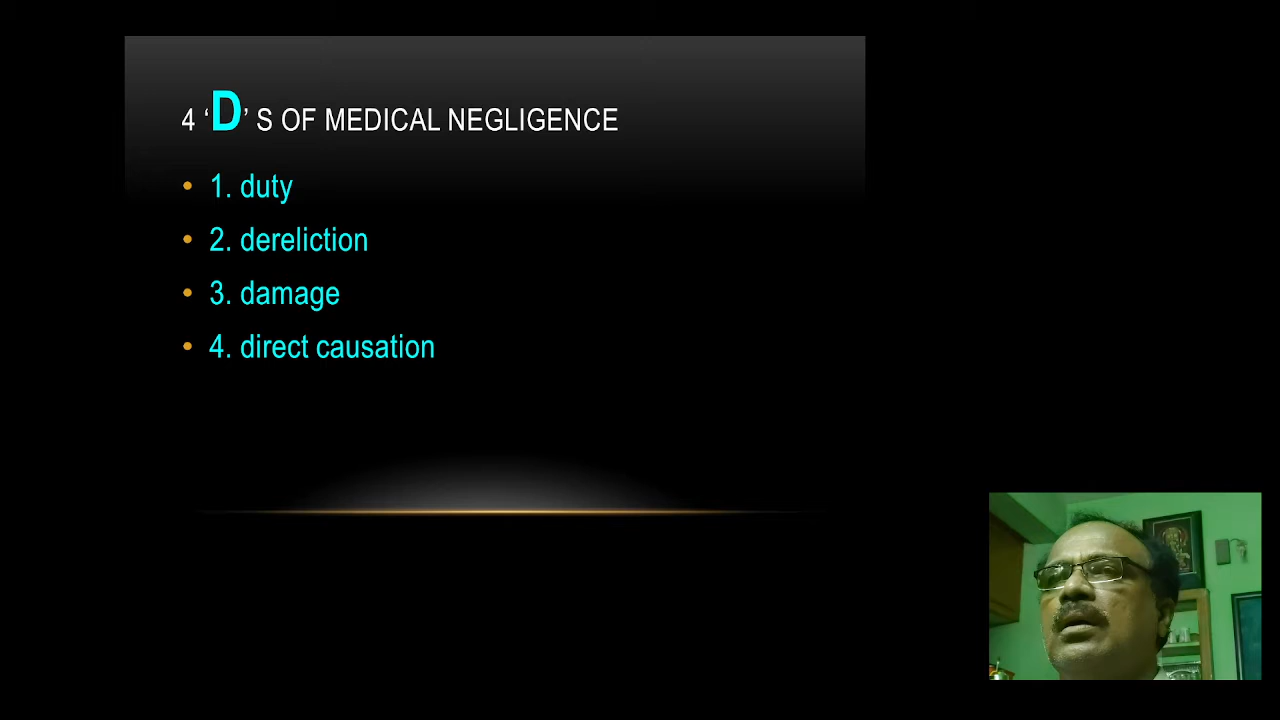 4 ‘D’ S OF MEDICAL NEGLIGENCE
• 1. duty
• 2. dereliction
• 3. damage
• 4. direct causation